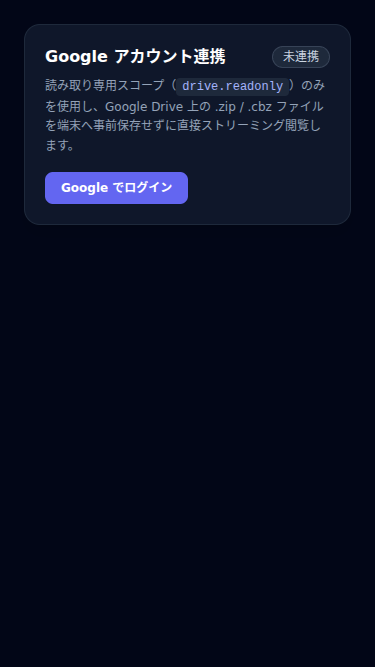 Google アカウント連携
未連携
読み取り専用スコープ（drive.readonly）のみ
を使用し、Google Drive 上の .zip / .cbz ファイル
を端末へ事前保存せずに直接ストリーミング閲覧し
ます。
Google でログイン